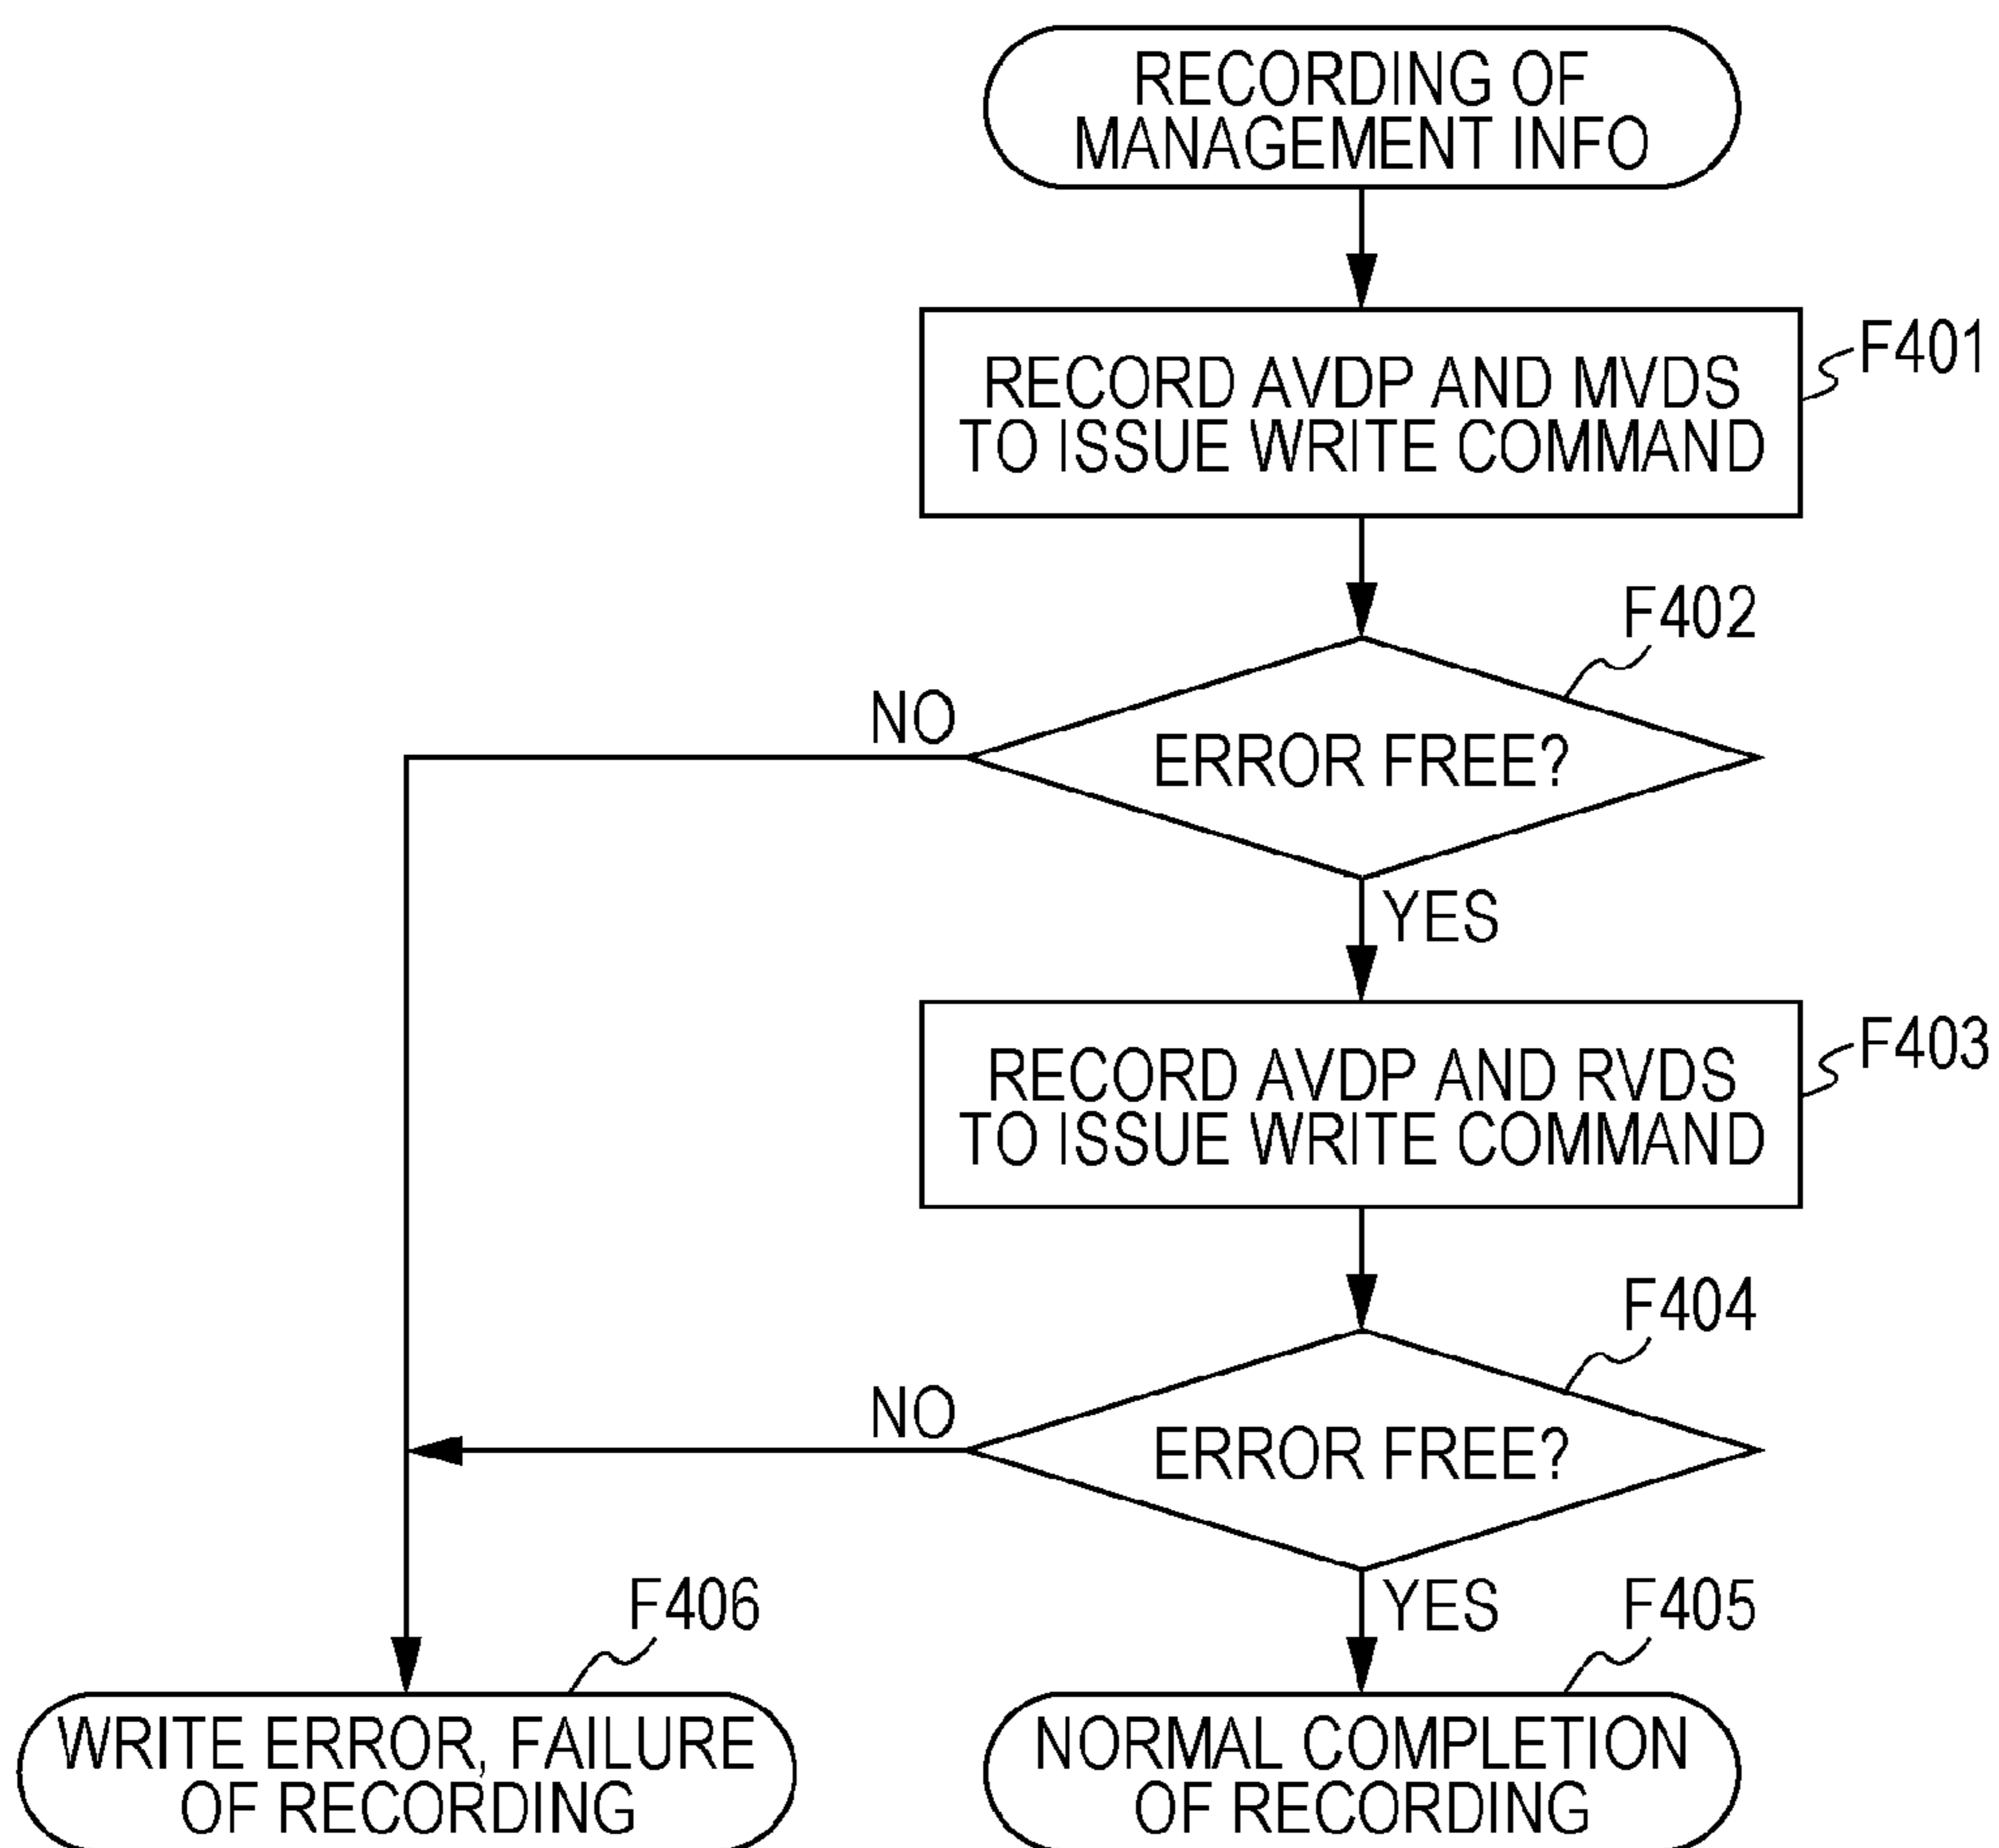 RECORDING OF
MANAGEMENT INFO
RECORD AVDP AND MVDS
TO ISSUE WRITE COMMAND
F401
F402
NO
ERROR FREE?
YES
RECORD AVDP AND RVDS
TO ISSUE WRITE COMMAND
F403
F404
NO
ERROR FREE?
YES
F406
F405
WRITE ERROR, FAILURE
OF RECORDING
NORMAL COMPLETION
OF RECORDING